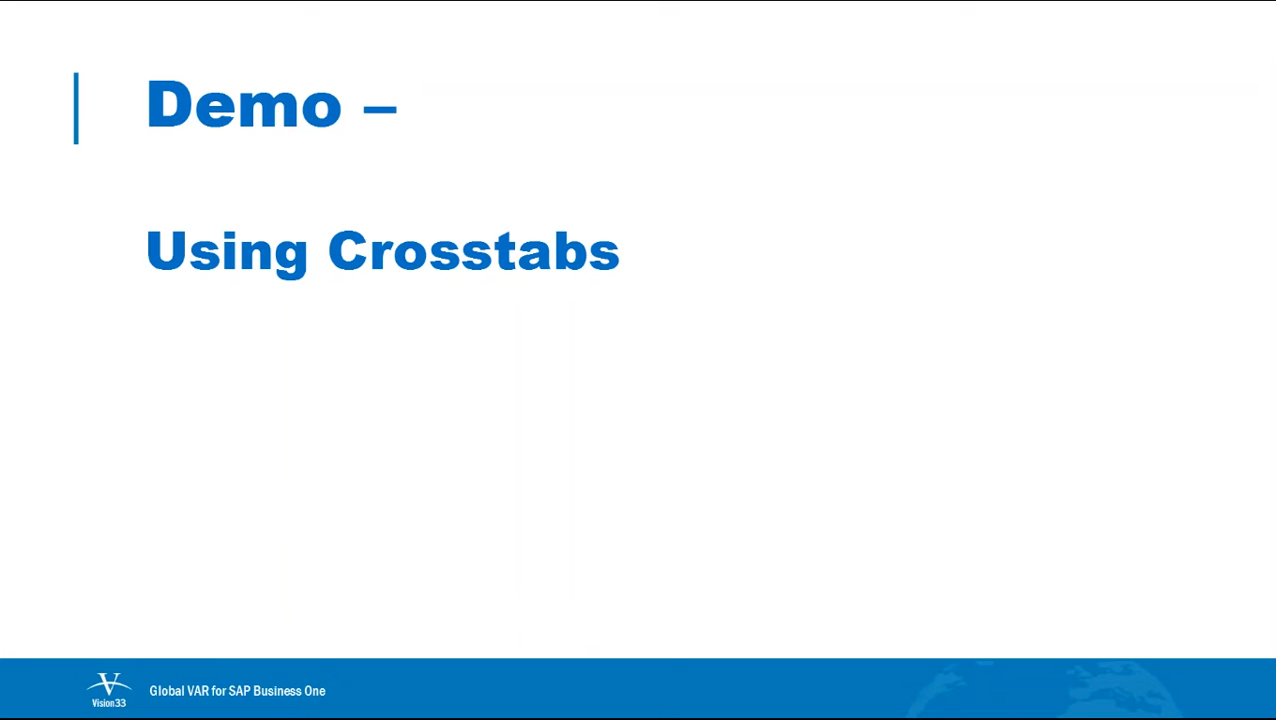 Demo –
Using Crosstabs
Vision33
Global VAR for SAP Business One